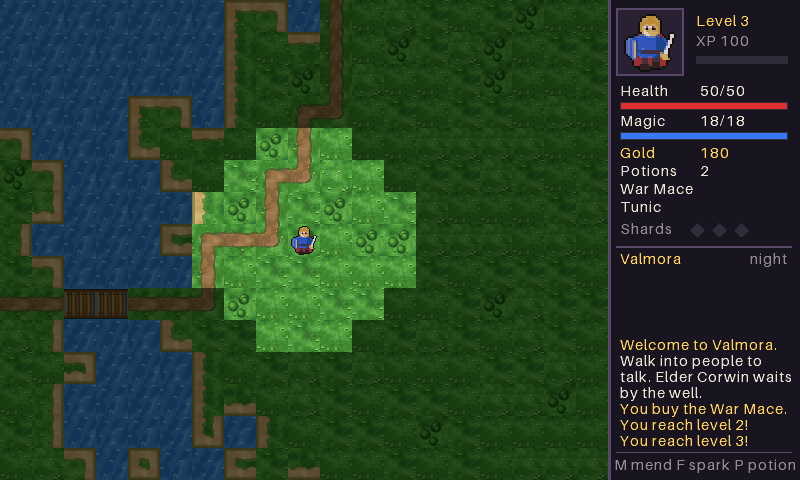 Level 3
XP 100
Health 50/50
Magic 18/18
Gold 180
Potions 2
War Mace
Tunic
Shards
Valmora night
Welcome to Valmora.
Walk into people to
talk. Elder Corwin waits
by the well.
You buy the War Mace.
You reach level 2!
You reach level 3!
M mend F spark P potion